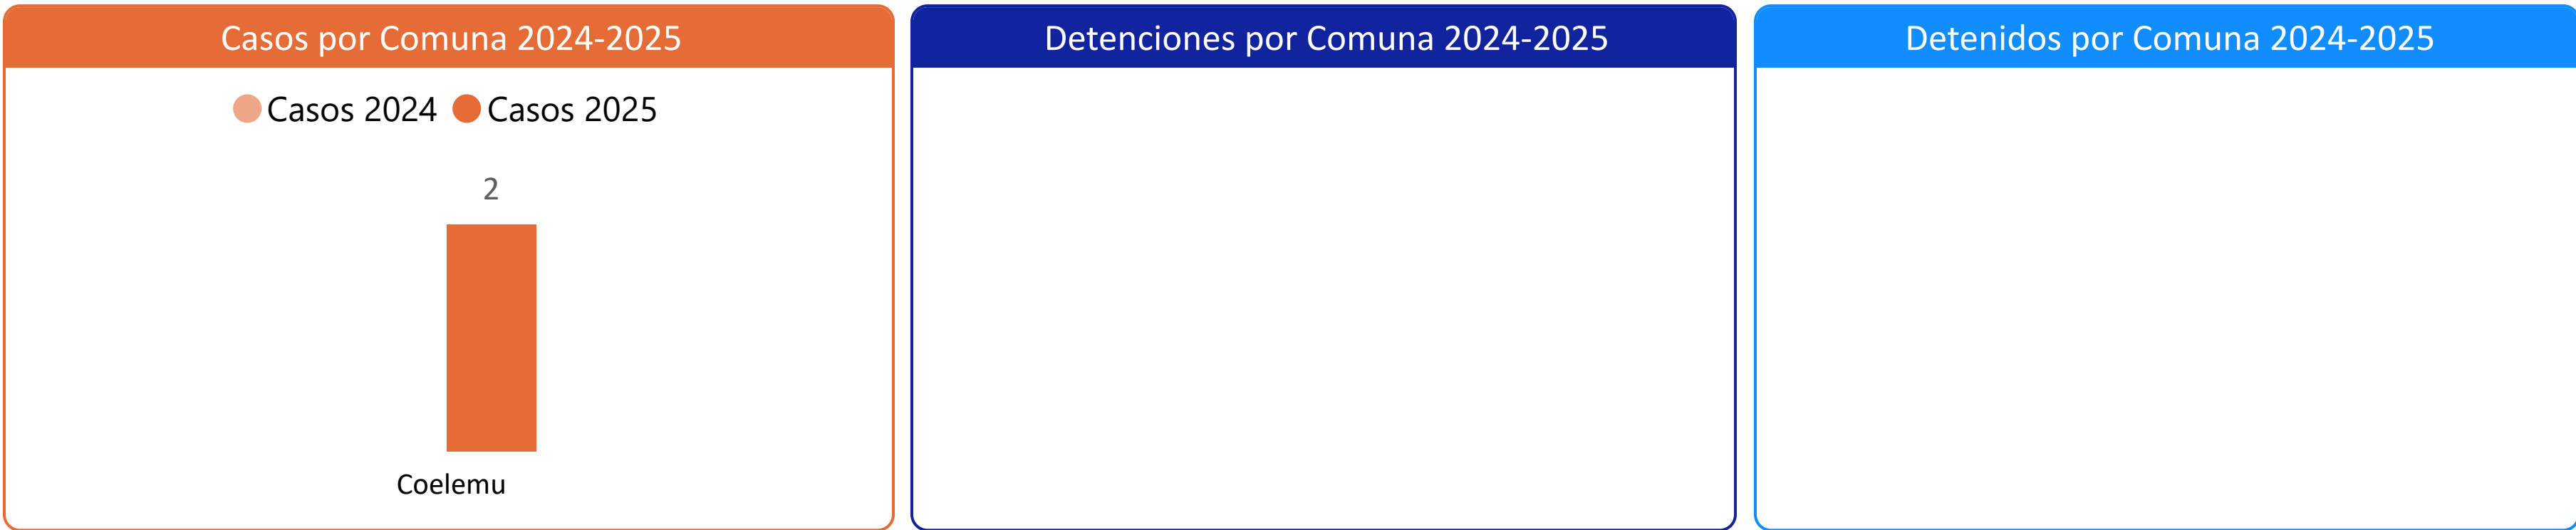 Casos por Comuna 2024-2025
Casos 2024 Casos 2025
2
Coelemu
Detenciones por Comuna 2024-2025
Detenidos por Comuna 2024-2025